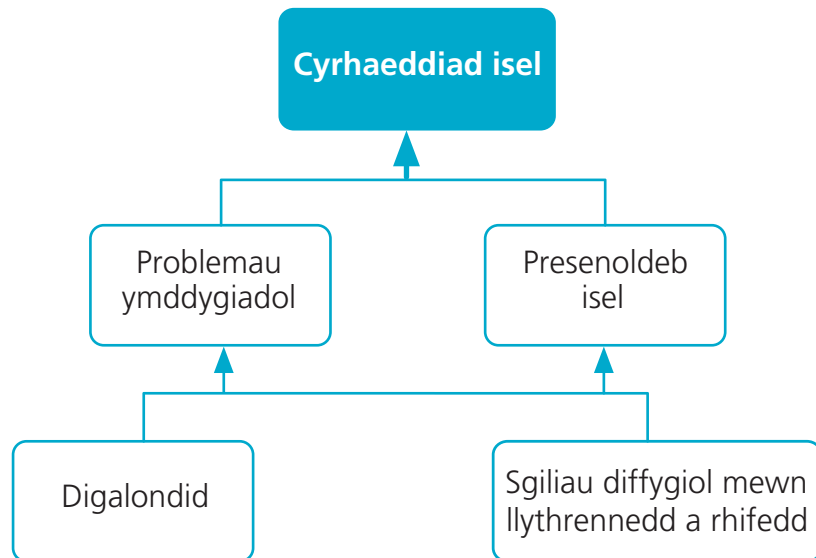 Cyrhaeddiad isel
Problemau
ymddygiadol
Presenoldeb
isel
Digalondid
Sgiliau diffygiol mewn
llythrennedd a rhifedd